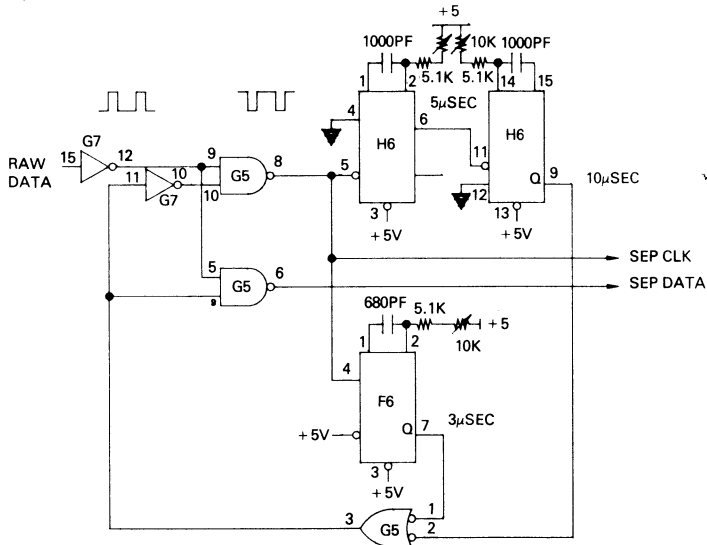 +5
1000PF
10K
1000PF
5.1K
5.1K
1
2
14
15
5µSEC
4
H6
6
H6
G7
15
12
RAW DATA
11
10
G7
9
10
G5
8
5
11
12
Q
9
10µSEC
3
+5V
13
+5V
SEP CLK
5
9
G5
6
SEP DATA
680PF
5.1K
10K
+5
1
2
4
F6
Q
7
3µSEC
+5V
3
+5V
3
G5
1
2